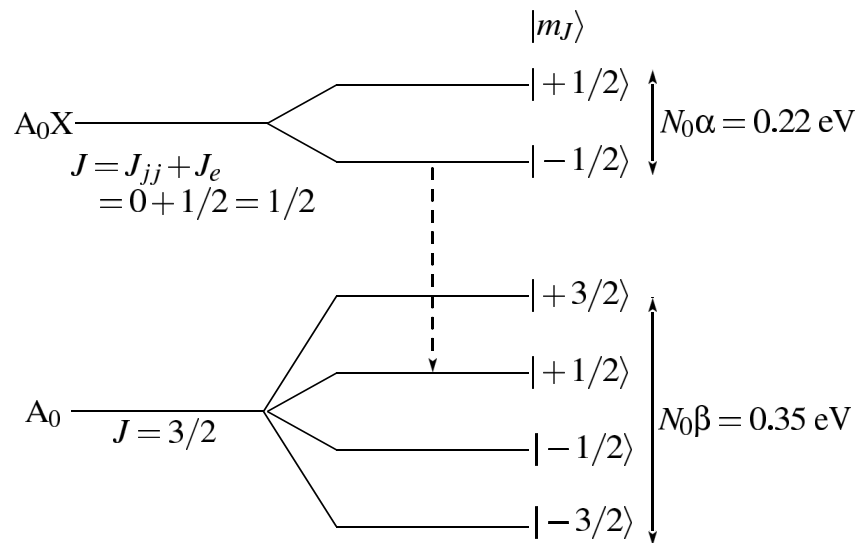 |m_J⟩
|+1/2⟩
A₀X
N₀α = 0.22 eV
|−1/2⟩
J = J_jj + J_e
= 0 + 1/2 = 1/2
|+3/2⟩
|+1/2⟩
A₀
J = 3/2
N₀β = 0.35 eV
|−1/2⟩
|−3/2⟩